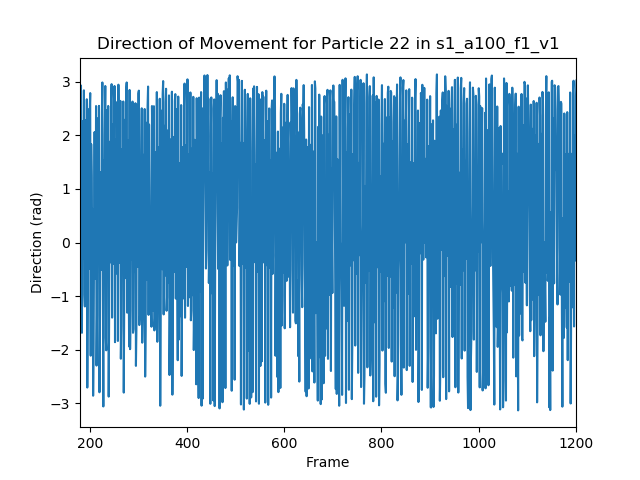 Direction of Movement for Particle 22 in s1_a100_f1_v1
3
2
1
0
−1
−2
−3
Direction (rad)
200 400 600 800 1000 1200
Frame